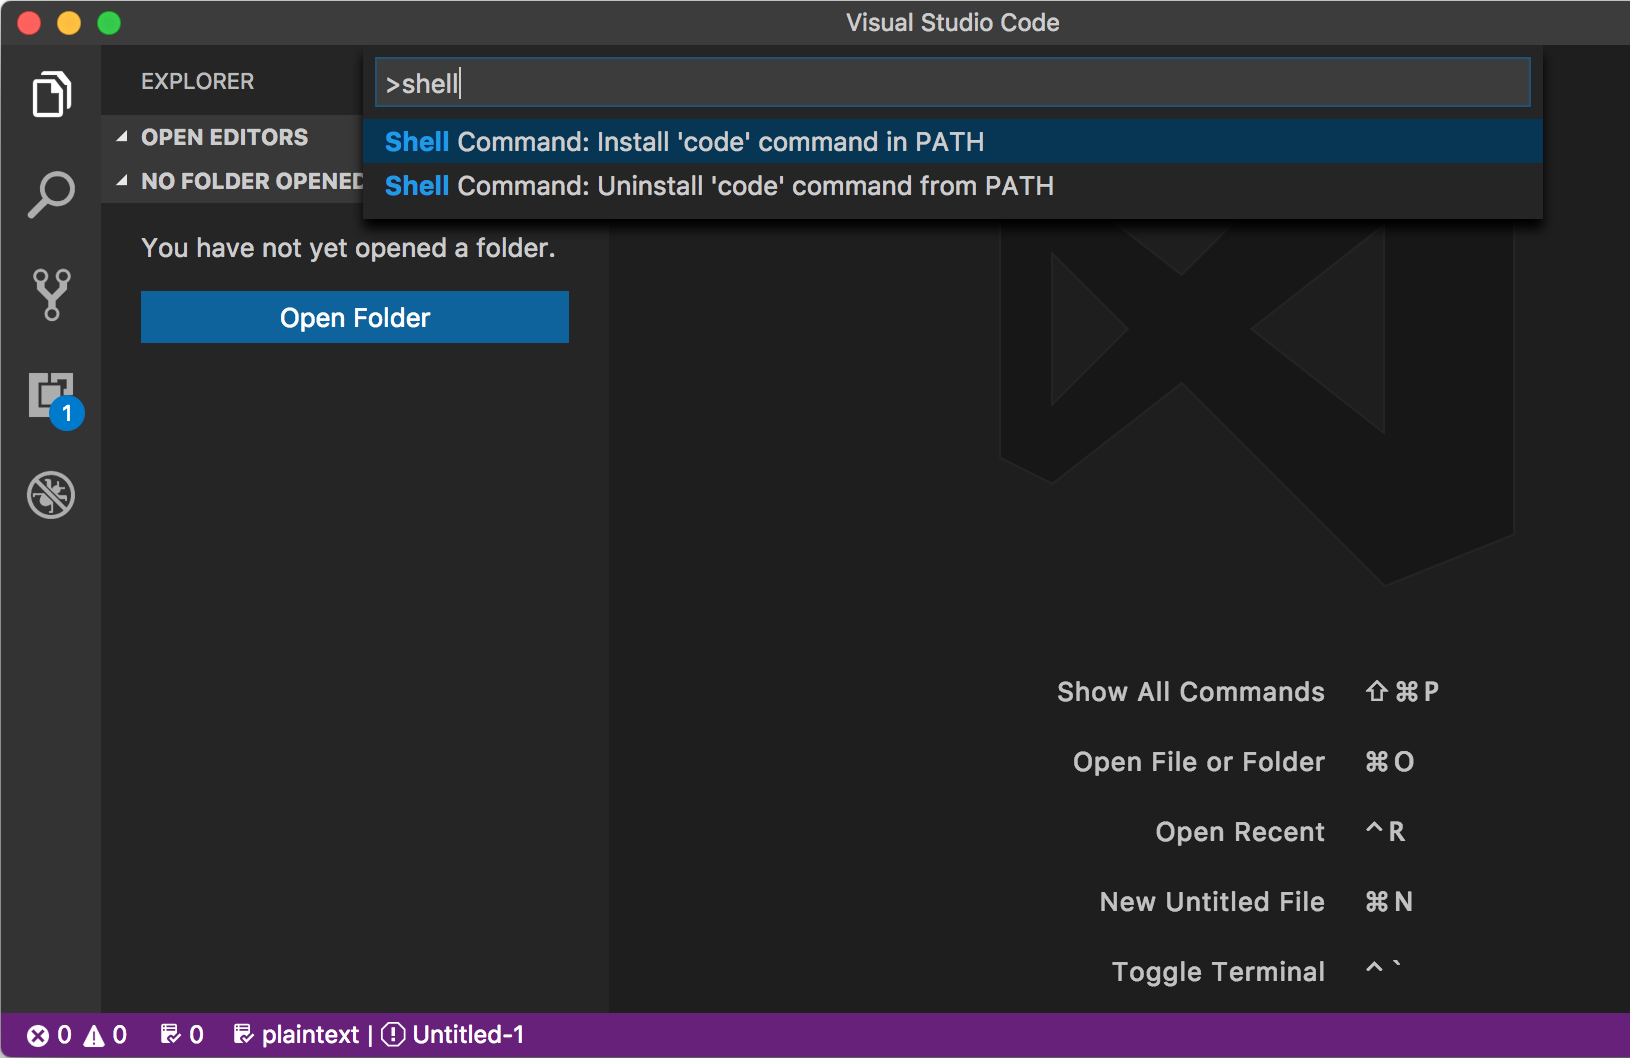 Visual Studio Code
EXPLORER
>shell
OPEN EDITORS
Shell Command: Install 'code' command in PATH
NO FOLDER OPENED
Shell Command: Uninstall 'code' command from PATH
You have not yet opened a folder.
Open Folder
1
Show All Commands ⇧⌘P
Open File or Folder ⌘O
Open Recent ^R
New Untitled File ⌘N
Toggle Terminal ^`
0 0 0 plaintext | Untitled-1